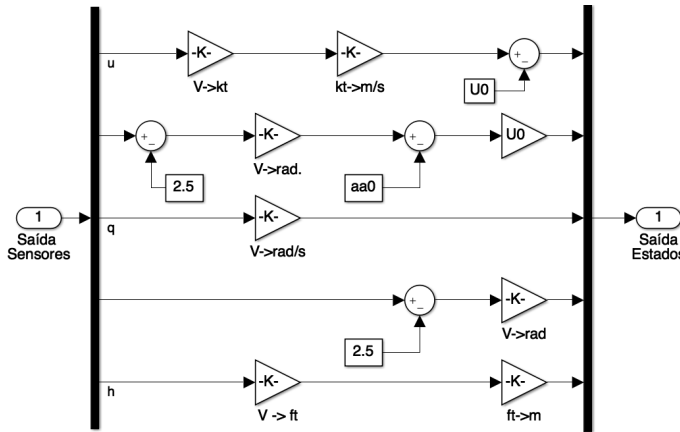 -K-
-K-
+
_
u
V->kt
kt->m/s
U0
+
_
-K-
+
_
U0
2.5
V->rad.
aa0
1
-K-
1
Saída
Sensores
q
V->rad/s
Saída
Estados
+
_
-K-
2.5
V->rad
-K-
-K-
h
V -> ft
ft->m